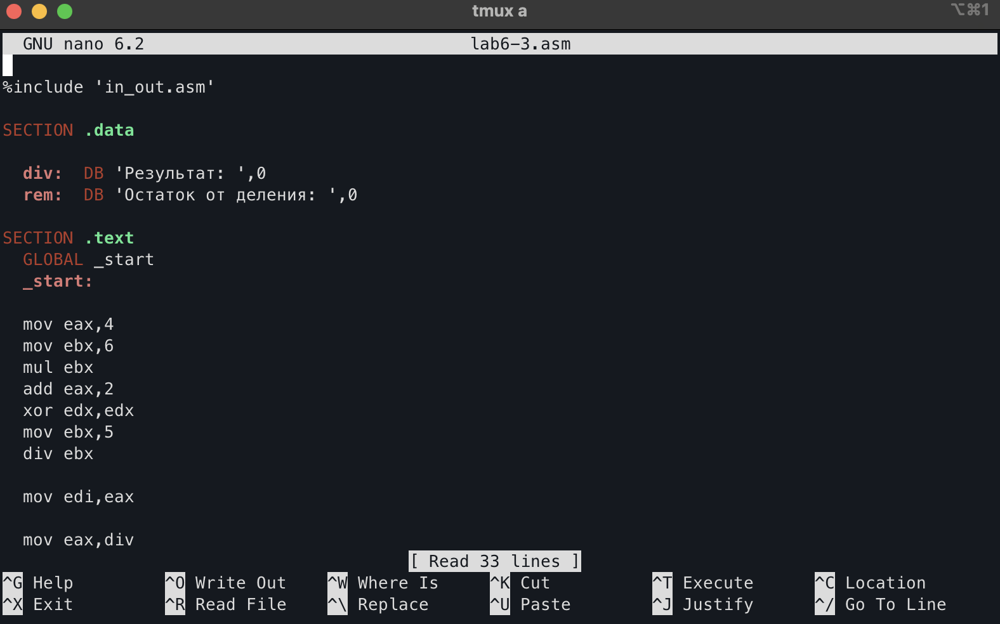 tmux a ⌥⌘1
GNU nano 6.2 lab6-3.asm
%include 'in_out.asm'
SECTION .data
div: DB 'Результат: ',0
rem: DB 'Остаток от деления: ',0
SECTION .text
GLOBAL _start
_start:
mov eax,4
mov ebx,6
mul ebx
add eax,2
xor edx,edx
mov ebx,5
div ebx
mov edi,eax
mov eax,div
[ Read 33 lines ]
^G Help ^O Write Out ^W Where Is ^K Cut ^T Execute ^C Location
^X Exit ^R Read File ^\ Replace ^U Paste ^J Justify ^/ Go To Line